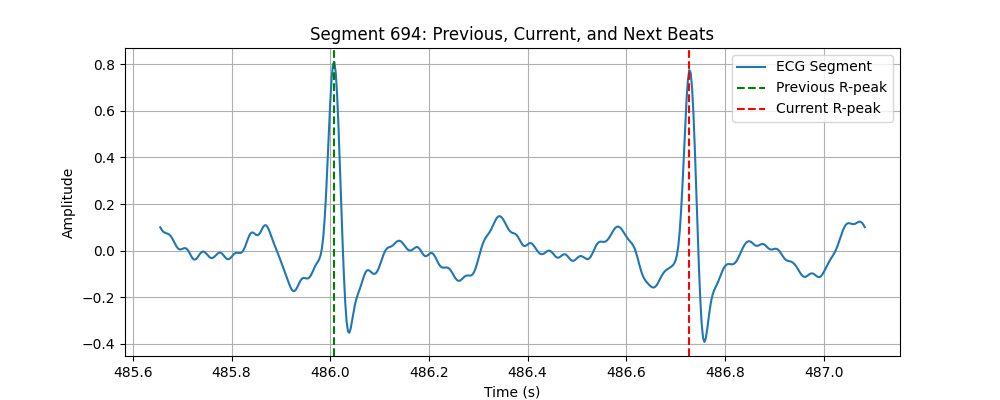 Segment 694: Previous, Current, and Next Beats
ECG Segment
Previous R-peak
Current R-peak
Amplitude
0.8
0.6
0.4
0.2
0.0
−0.2
−0.4
485.6 485.8 486.0 486.2 486.4 486.6 486.8 487.0
Time (s)